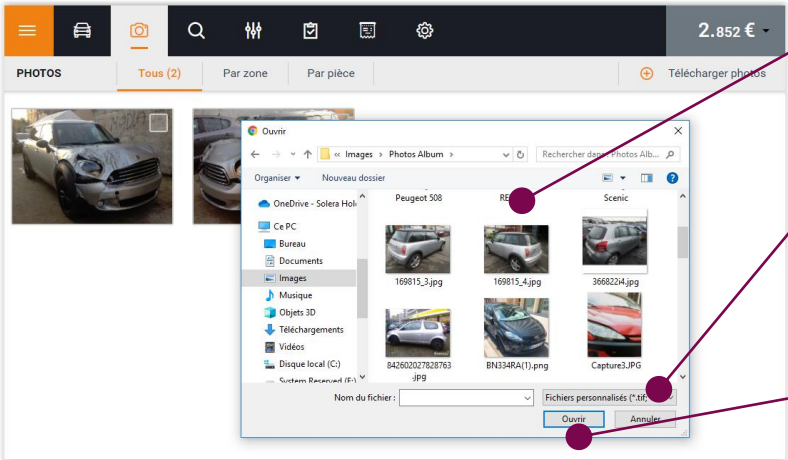 2.852 €
PHOTOS Tous (2) Par zone Par pièce Télécharger photos
Ouvrir
« Images > Photos Album > Rechercher dans Photos Alb...
Organiser Nouveau dossier
OneDrive - Solera Hol
Ce PC
Bureau
Documents
Images
Musique
Objets 3D
Téléchargements
Vidéos
Disque local (C:)
System Reserved (E:)
Peugeot 508 Scenic
169815_3.jpg 169815_4.jpg 366822i4.jpg
842602027828763
.jpg
BN334RA(1).png Capture3.JPG
Nom du fichier : Fichiers personnalisés (*.tif;
Ouvrir Annuler